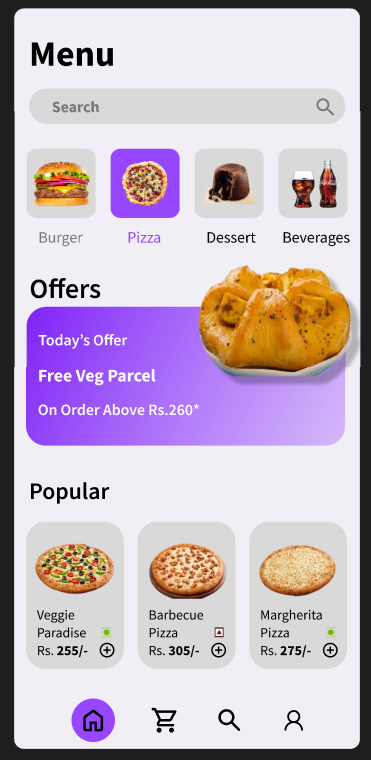 Menu
Search
Burger Pizza Dessert Beverages
Offers
Today's Offer
Free Veg Parcel
On Order Above Rs.260*
Popular
Veggie
Paradise
Rs. 255/-
Barbecue
Pizza
Rs. 305/-
Margherita
Pizza
Rs. 275/-